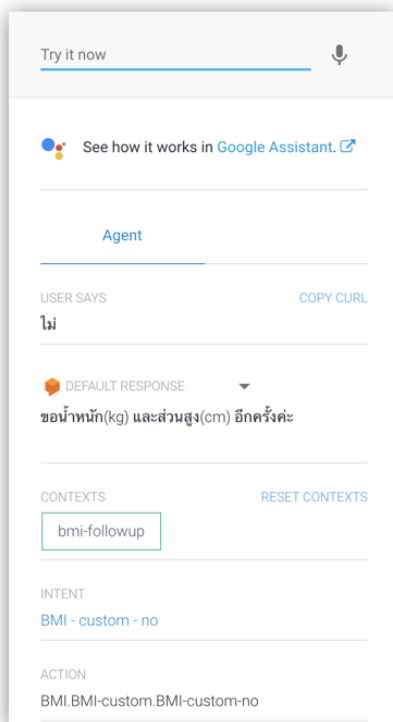 Try it now
See how it works in Google Assistant.
Agent
USER SAYS COPY CURL
ไม่
DEFAULT RESPONSE
ขอน้ำหนัก(kg) และส่วนสูง(cm) อีกครั้งค่ะ
CONTEXTS RESET CONTEXTS
bmi-followup
INTENT
BMI - custom - no
ACTION
BMI.BMI-custom.BMI-custom-no